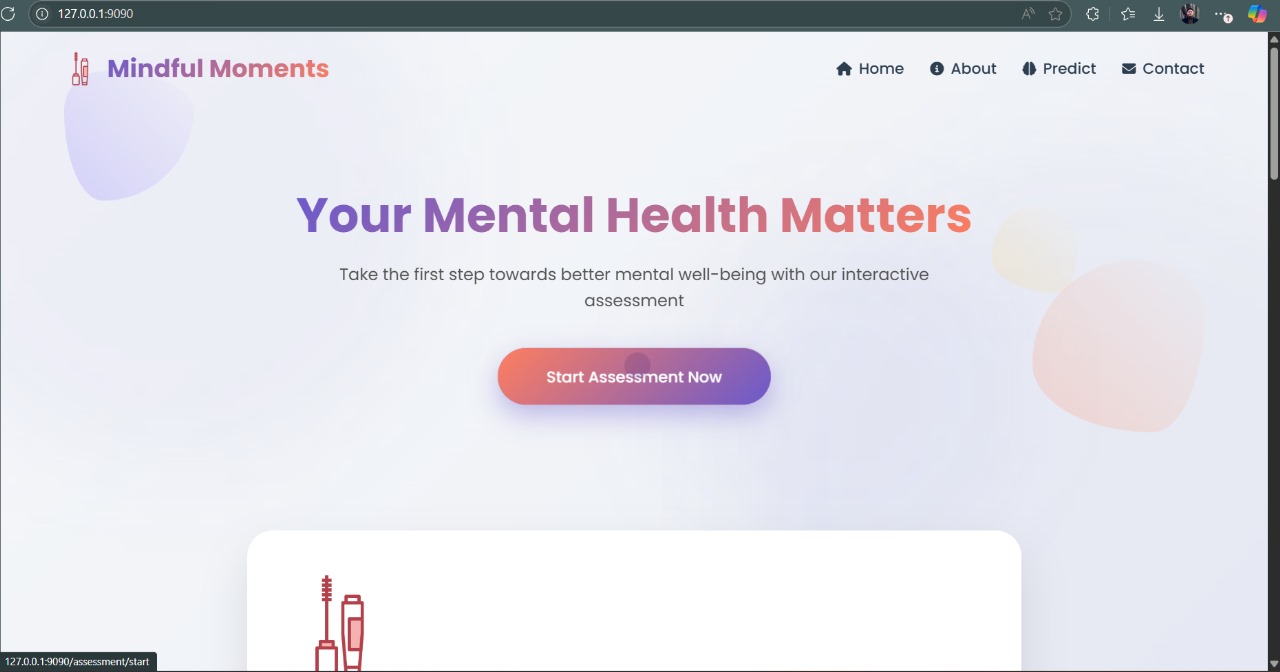 127.0.0.1:9090
Mindful Moments
Home
About
Predict
Contact
Your Mental Health Matters
Take the first step towards better mental well-being with our interactive
assessment
Start Assessment Now
127.0.0.1:9090/assessment/start